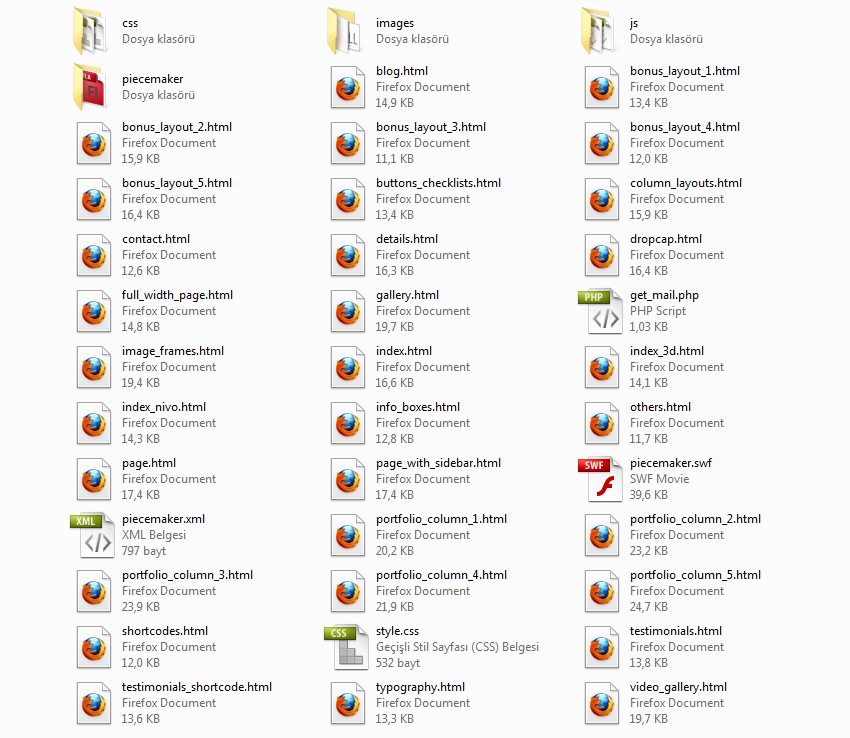 css
Dosya klasörü
images
Dosya klasörü
js
Dosya klasörü
piecemaker
Dosya klasörü
blog.html
Firefox Document
14,9 KB
bonus_layout_1.html
Firefox Document
13,4 KB
bonus_layout_2.html
Firefox Document
15,9 KB
bonus_layout_3.html
Firefox Document
11,1 KB
bonus_layout_4.html
Firefox Document
12,0 KB
bonus_layout_5.html
Firefox Document
16,4 KB
buttons_checklists.html
Firefox Document
13,4 KB
column_layouts.html
Firefox Document
15,9 KB
contact.html
Firefox Document
12,6 KB
details.html
Firefox Document
16,3 KB
dropcap.html
Firefox Document
16,4 KB
full_width_page.html
Firefox Document
14,8 KB
gallery.html
Firefox Document
19,7 KB
PHP
get_mail.php
PHP Script
1,03 KB
image_frames.html
Firefox Document
19,4 KB
index.html
Firefox Document
16,6 KB
index_3d.html
Firefox Document
14,1 KB
index_nivo.html
Firefox Document
14,3 KB
info_boxes.html
Firefox Document
12,8 KB
others.html
Firefox Document
11,7 KB
page.html
Firefox Document
17,4 KB
page_with_sidebar.html
Firefox Document
17,4 KB
SWF
piecemaker.swf
SWF Movie
39,6 KB
XML
piecemaker.xml
XML Belgesi
797 bayt
portfolio_column_1.html
Firefox Document
20,2 KB
portfolio_column_2.html
Firefox Document
23,2 KB
portfolio_column_3.html
Firefox Document
23,9 KB
portfolio_column_4.html
Firefox Document
21,9 KB
portfolio_column_5.html
Firefox Document
24,7 KB
shortcodes.html
Firefox Document
12,0 KB
CSS
style.css
Geçişli Stil Sayfası (CSS) Belgesi
532 bayt
testimonials.html
Firefox Document
13,8 KB
testimonials_shortcode.html
Firefox Document
13,6 KB
typography.html
Firefox Document
13,3 KB
video_gallery.html
Firefox Document
19,7 KB